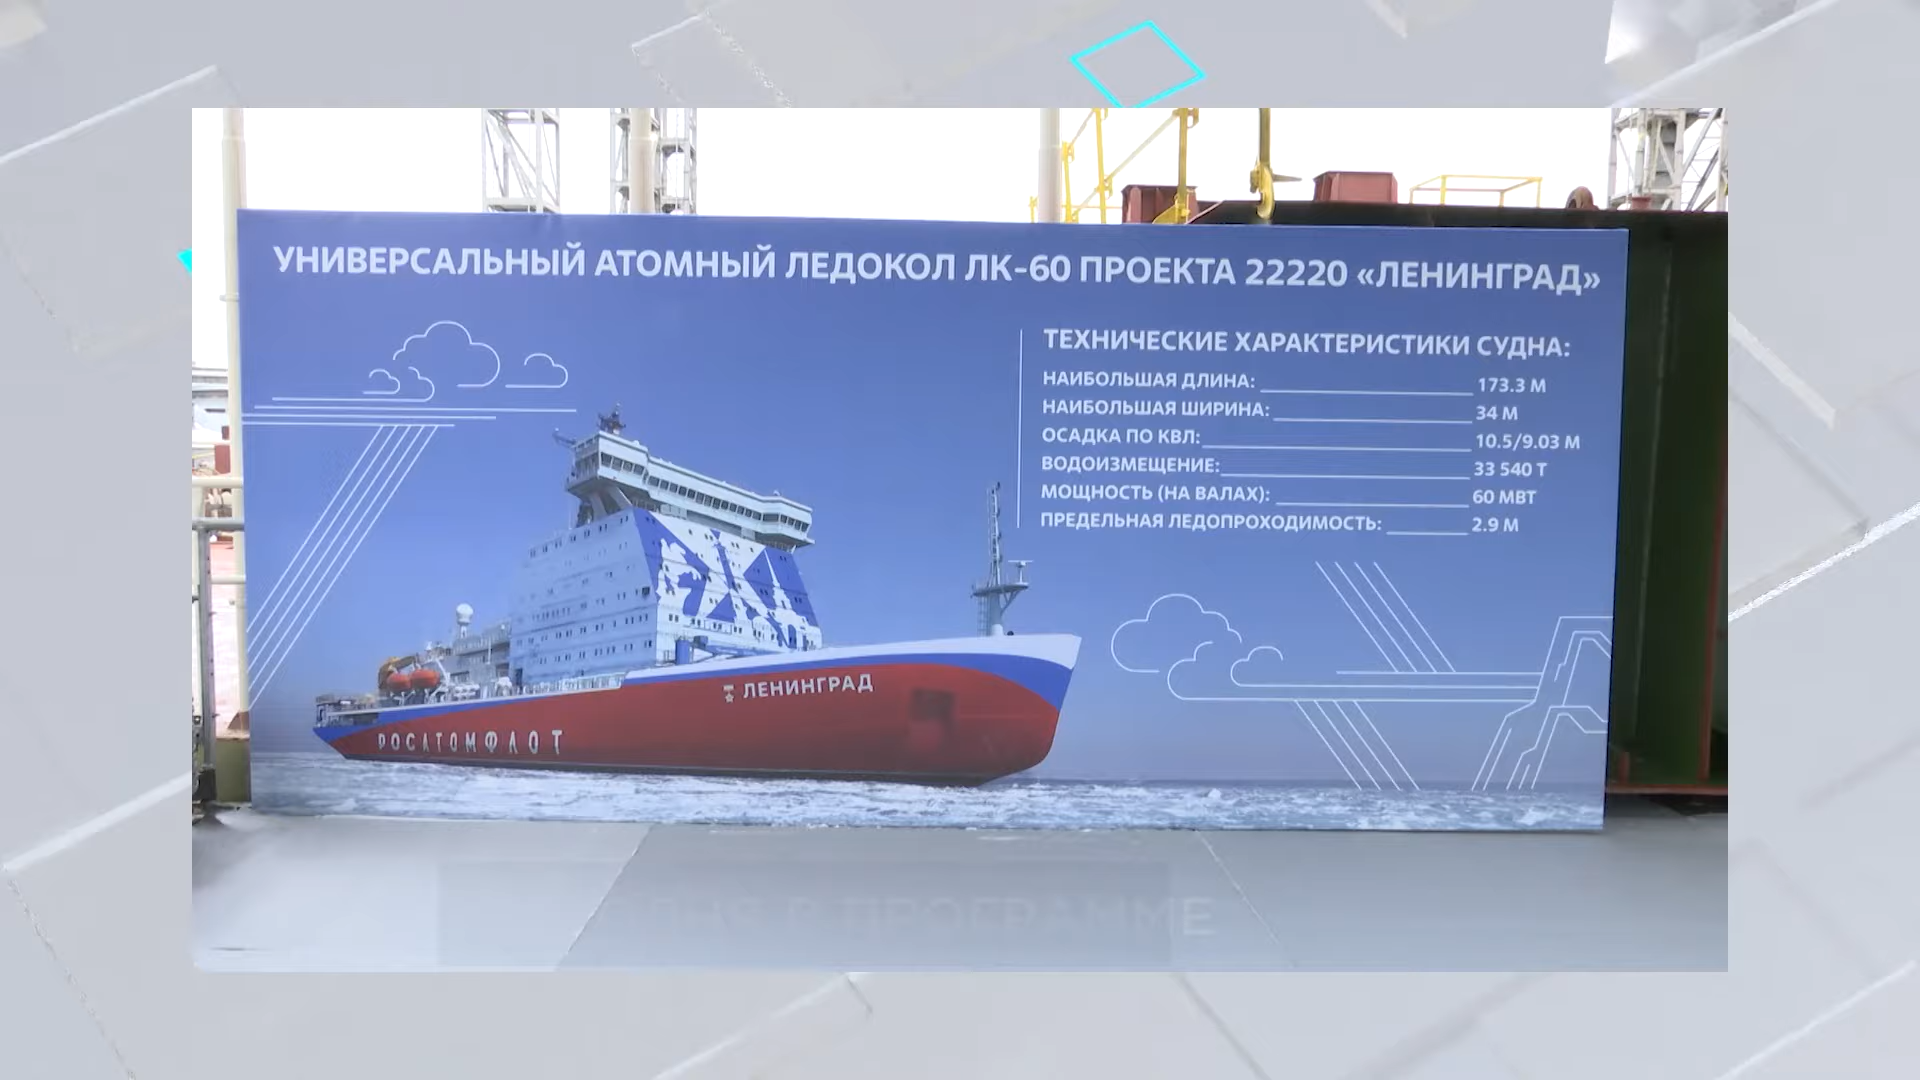 УНИВЕРСАЛЬНЫЙ АТОМНЫЙ ЛЕДОКОЛ ЛК-60 ПРОЕКТА 22220 «ЛЕНИНГРАД»
ТЕХНИЧЕСКИЕ ХАРАКТЕРИСТИКИ СУДНА:
НАИБОЛЬШАЯ ДЛИНА: 173.3 М
НАИБОЛЬШАЯ ШИРИНА: 34 М
ОСАДКА ПО КВЛ: 10.5/9.03 М
ВОДОИЗМЕЩЕНИЕ: 33 540 Т
МОЩНОСТЬ (НА ВАЛАХ): 60 МВТ
ПРЕДЕЛЬНАЯ ЛЕДОПРОХОДИМОСТЬ: 2.9 М
ЛЕНИНГРАД
РОСАТОМФЛОТ
В ПРОГРАММЕ